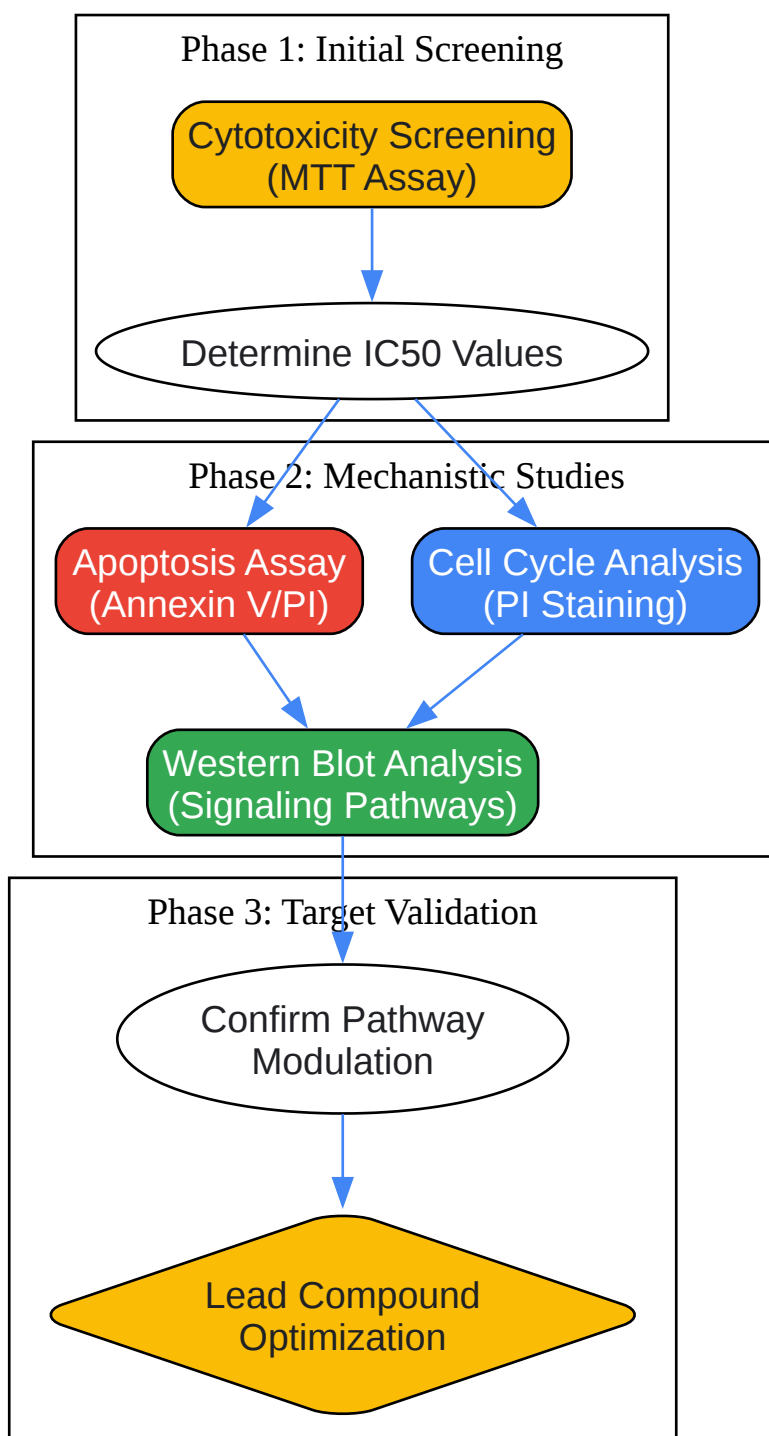 Phase 1: Initial Screening
Cytotoxicity Screening
(MTT Assay)
Determine IC50 Values
Phase 2: Mechanistic Studies
Apoptosis Assay
(Annexin V/PI)
Cell Cycle Analysis
(PI Staining)
Western Blot Analysis
(Signaling Pathways)
Phase 3: Target Validation
Confirm Pathway
Modulation
Lead Compound
Optimization